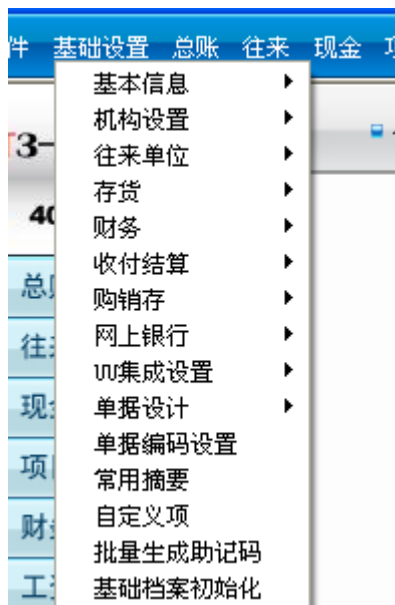 件 基础设置 总账 往来 现金
基本信息
机构设置
T3- 往来单位
存货
40 财务
收付结算
总 购销存
往 网上银行
UU集成设置
现 单据设计
单据编码设置
项 常用摘要
自定义项
财 批量生成助记码
工 基础档案初始化